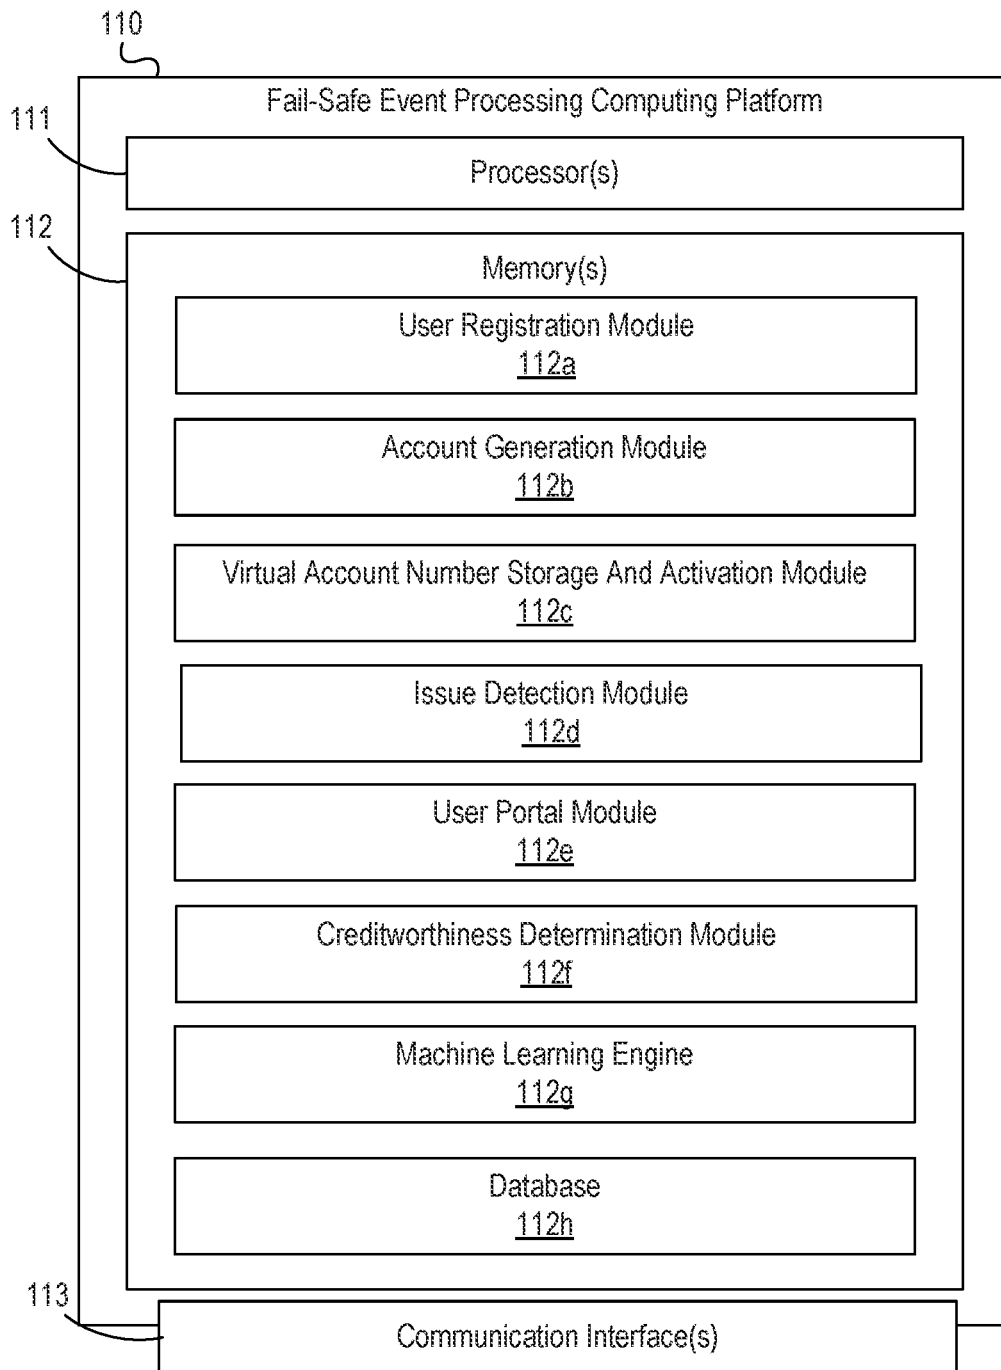 110
Fail-Safe Event Processing Computing Platform
111
Processor(s)
112
Memory(s)
User Registration Module
112a
Account Generation Module
112b
Virtual Account Number Storage And Activation Module
112c
Issue Detection Module
112d
User Portal Module
112e
Creditworthiness Determination Module
112f
Machine Learning Engine
112g
Database
112h
113
Communication Interface(s)